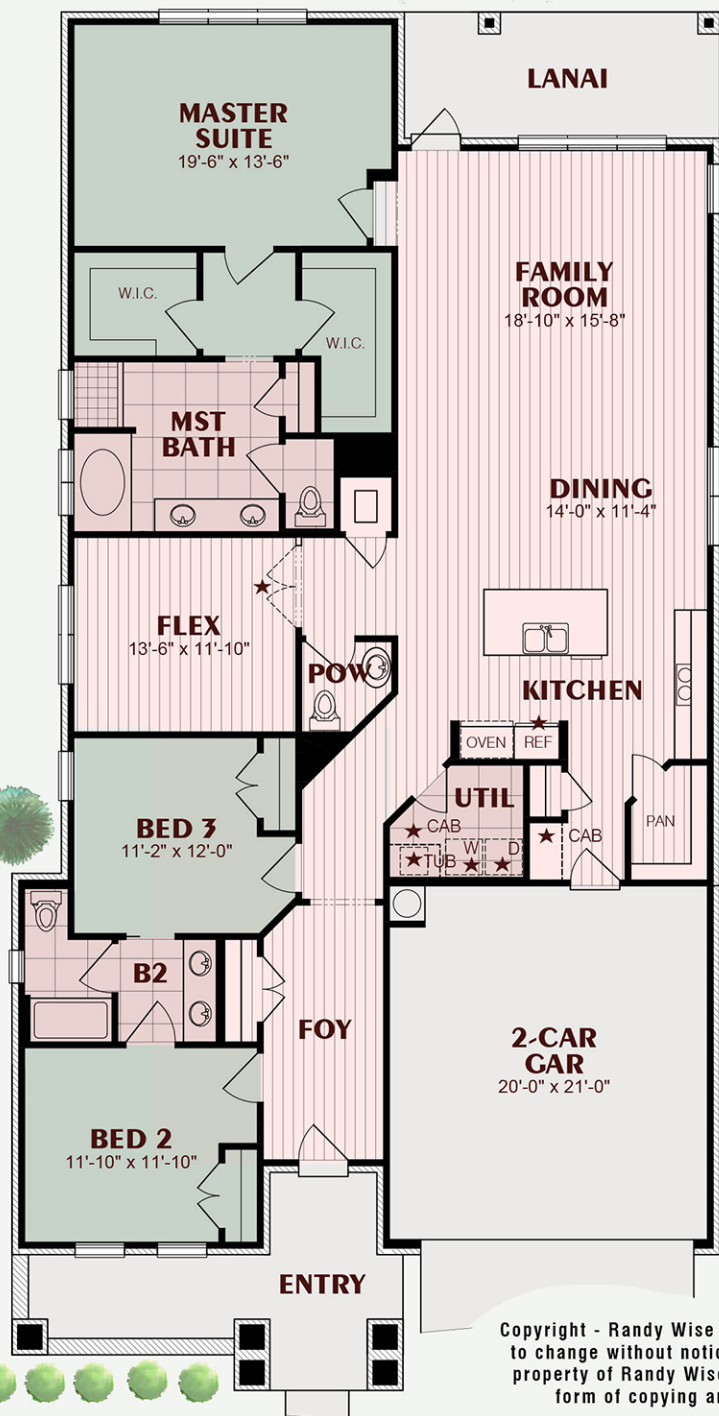 LANAI
MASTER
SUITE
19'-6" x 13'-6"
FAMILY
ROOM
18'-10" x 15'-8"
W.I.C.
W.I.C.
MST
BATH
DINING
14'-0" x 11'-4"
FLEX
13'-6" x 11'-10"
POW
KITCHEN
OVEN
REF
UTIL
CAB
TUB
W
D
CAB
PAN
BED 3
11'-2" x 12'-0"
B2
FOY
2-CAR
GAR
20'-0" x 21'-0"
BED 2
11'-10" x 11'-10"
ENTRY
Copyright - Randy Wise
to change without notic
property of Randy Wise
form of copying ar